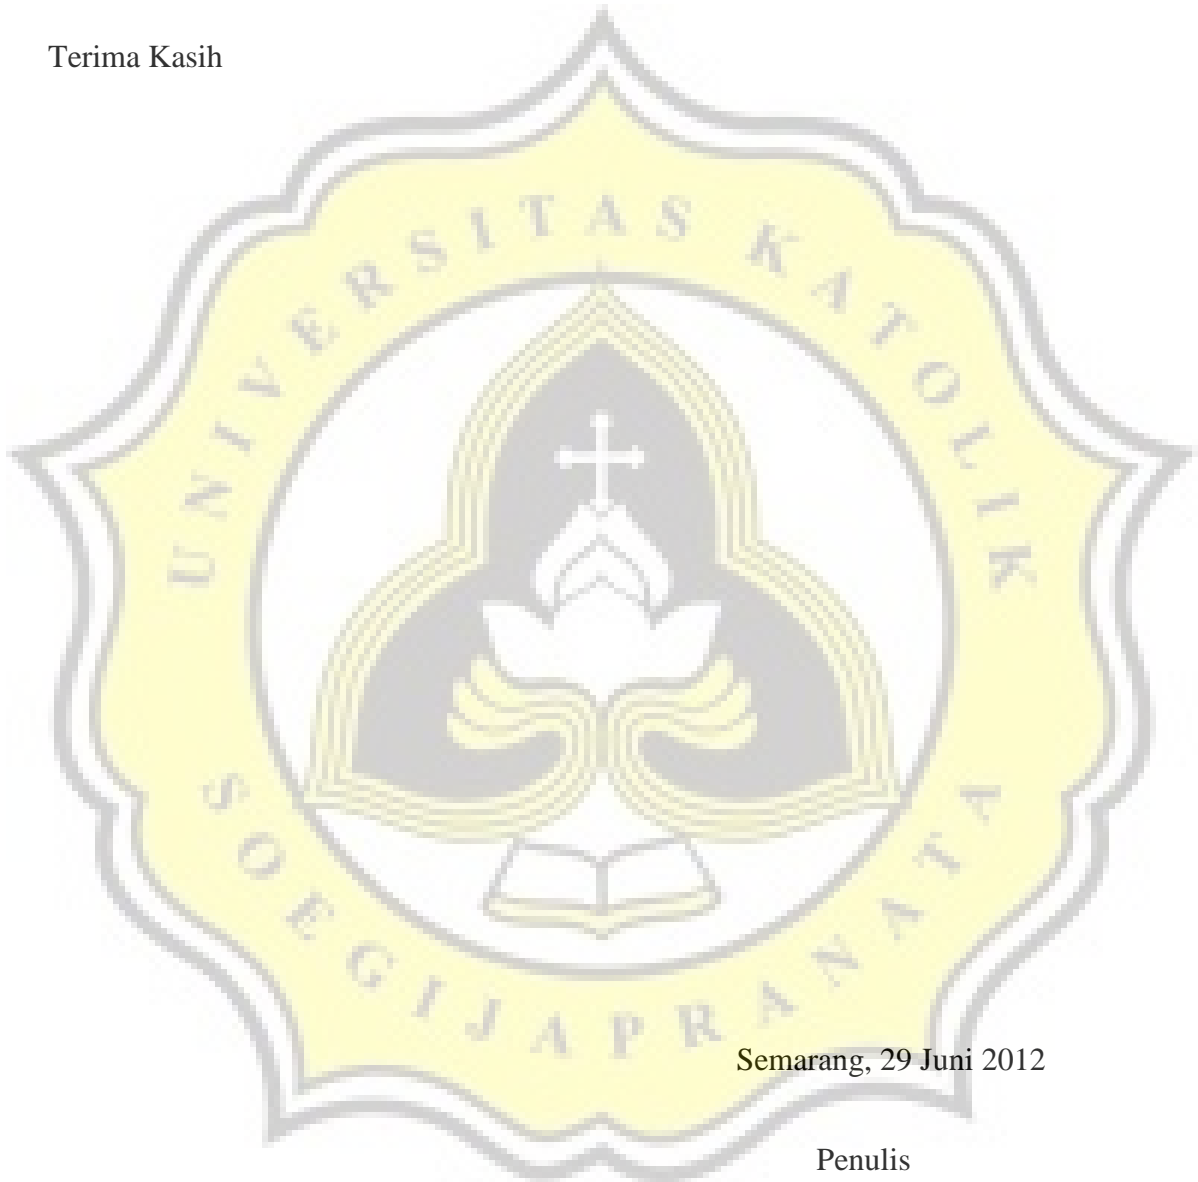 Terima Kasih
UNIVERSITAS KATOLIK
SOEGIJAPRANATA
Semarang, 29 Juni 2012
Penulis